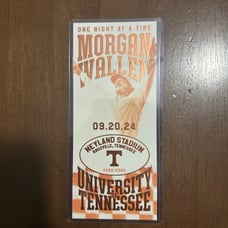 ONE NIGHT AT A TIME
MORGAN
WALLEN
09.20.24
NEYLAND STADIUM
KNOXVILLE, TENNESSEE
T
UNIVERSITY
TENNESSEE